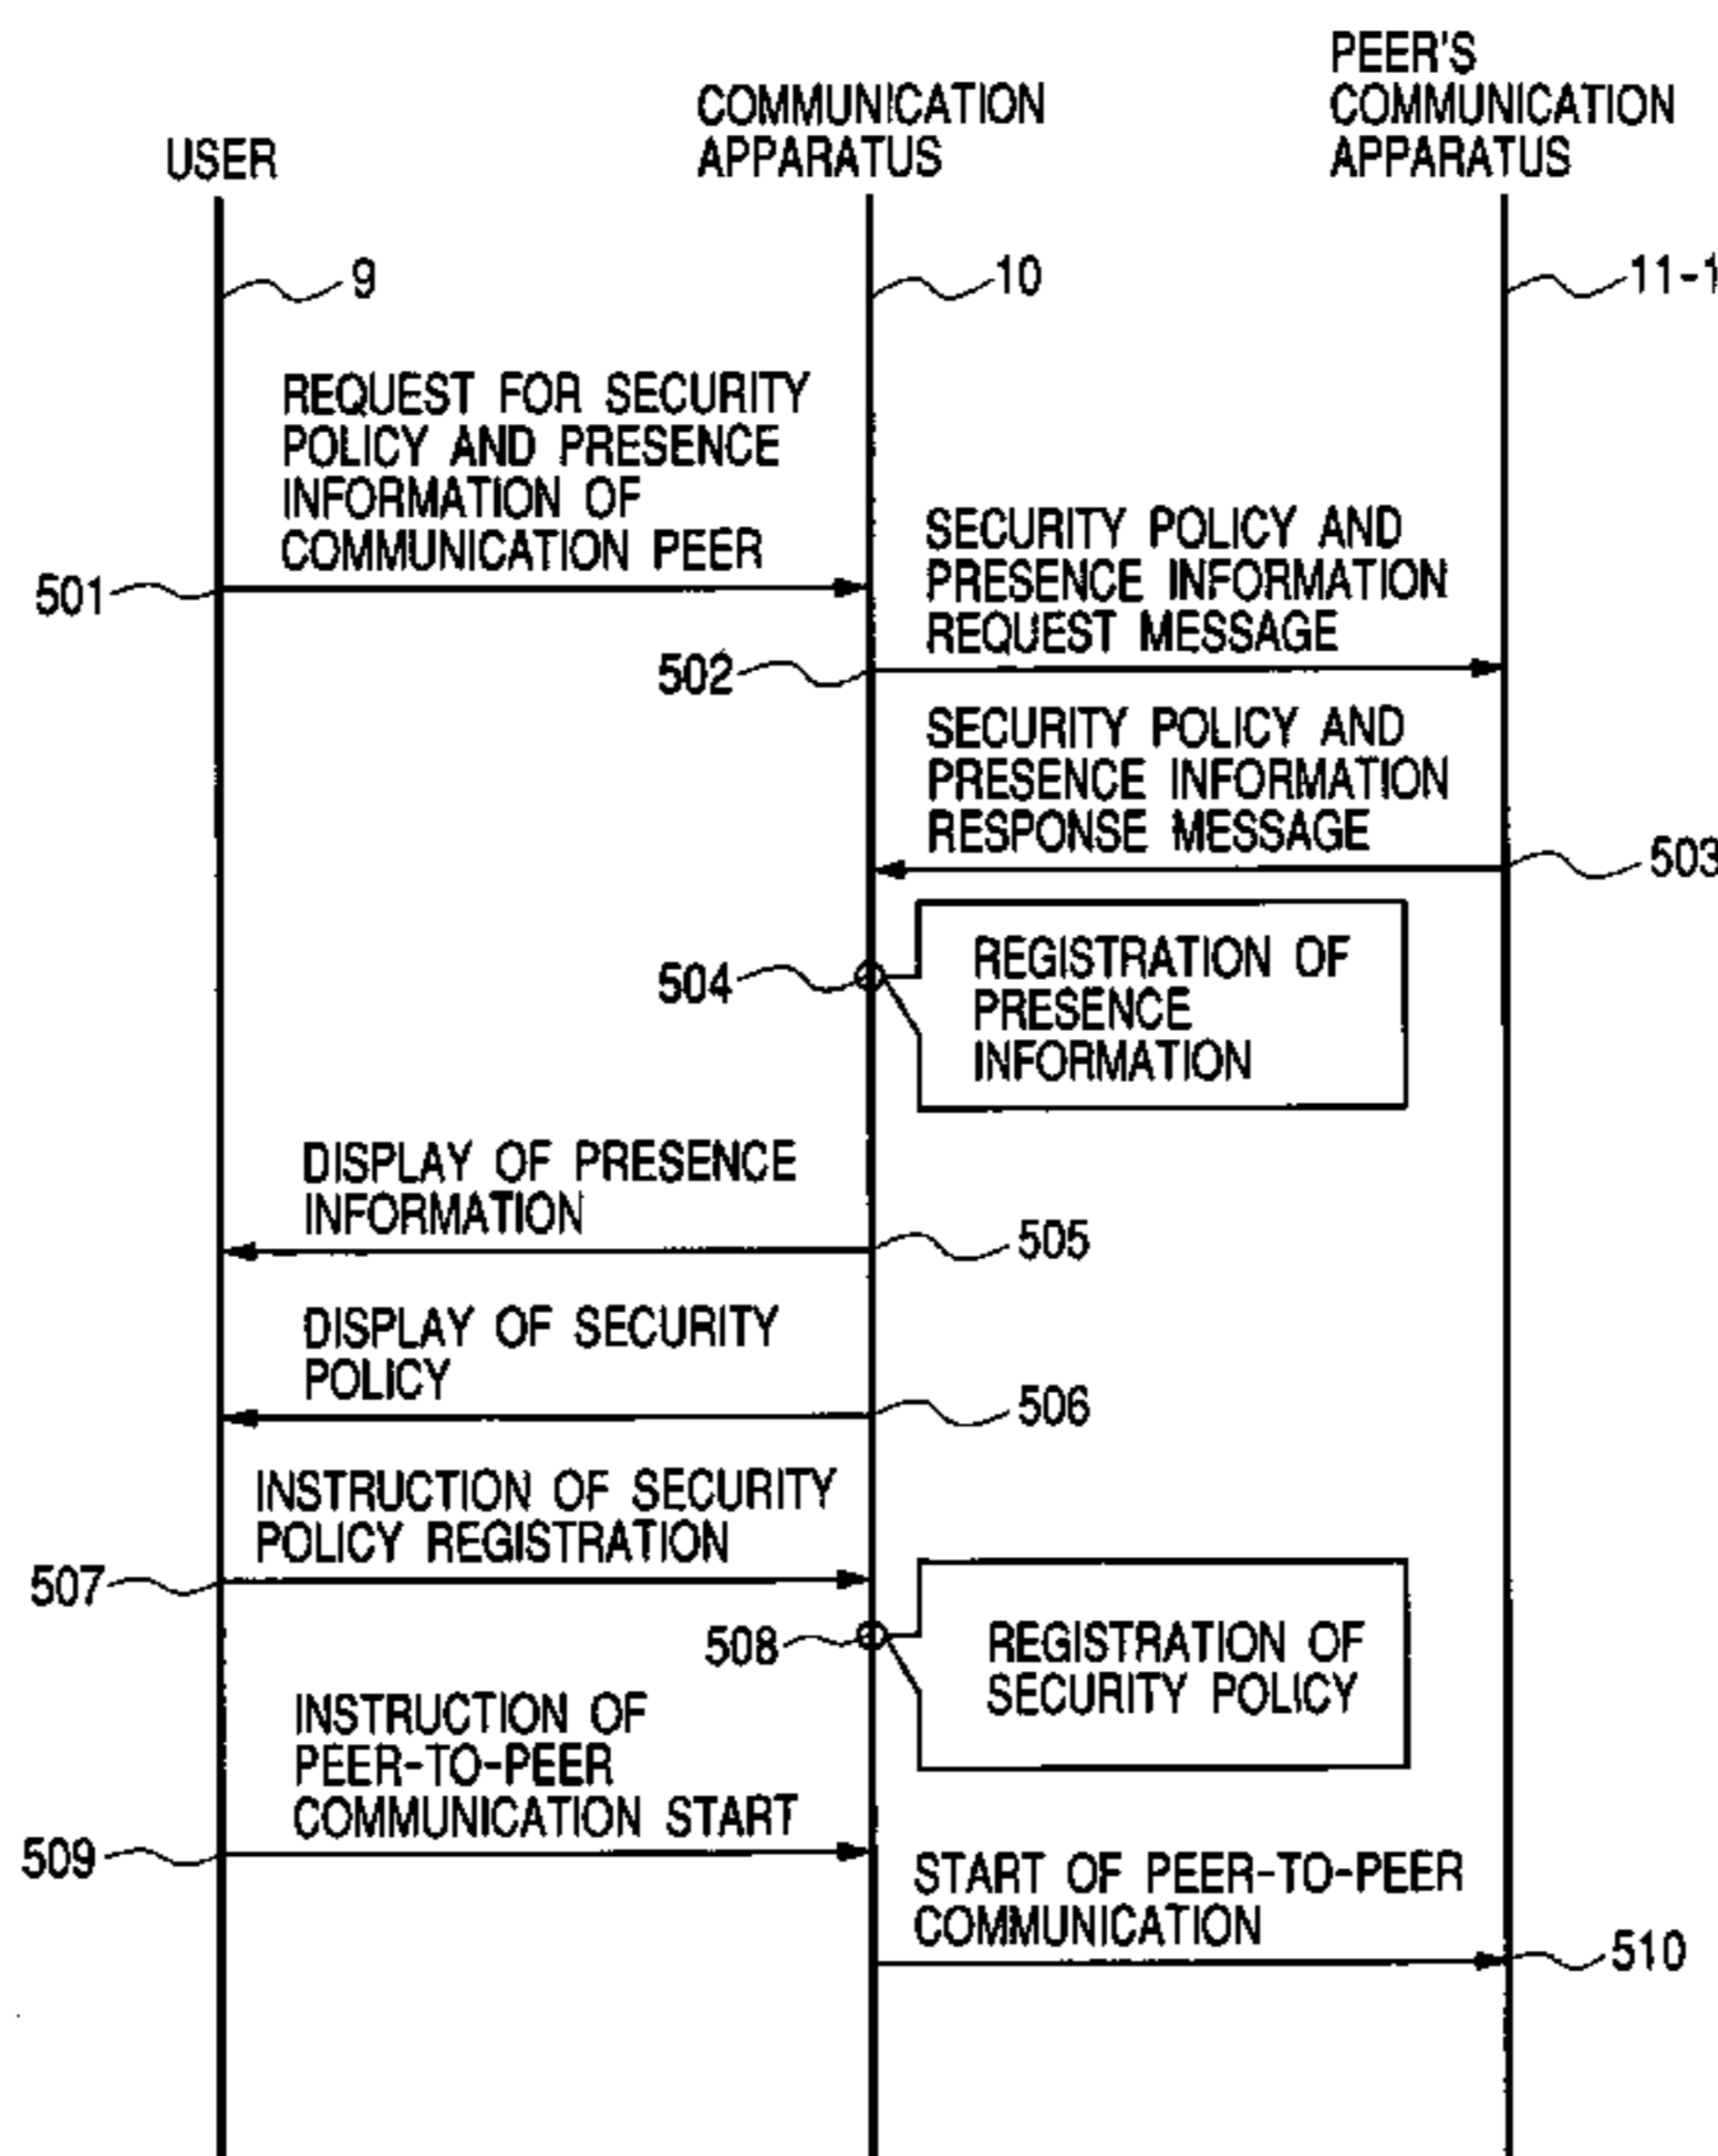 USER
COMMUNICATION
APPARATUS
PEER'S
COMMUNICATION
APPARATUS
9
10
11-1
REQUEST FOR SECURITY
POLICY AND PRESENCE
INFORMATION OF
COMMUNICATION PEER
501
SECURITY POLICY AND
PRESENCE INFORMATION
REQUEST MESSAGE
502
SECURITY POLICY AND
PRESENCE INFORMATION
RESPONSE MESSAGE
503
504
REGISTRATION OF
PRESENCE
INFORMATION
DISPLAY OF PRESENCE
INFORMATION
505
DISPLAY OF SECURITY
POLICY
506
INSTRUCTION OF SECURITY
POLICY REGISTRATION
507
508
REGISTRATION OF
SECURITY POLICY
INSTRUCTION OF
PEER-TO-PEER
COMMUNICATION START
509
START OF PEER-TO-PEER
COMMUNICATION
510